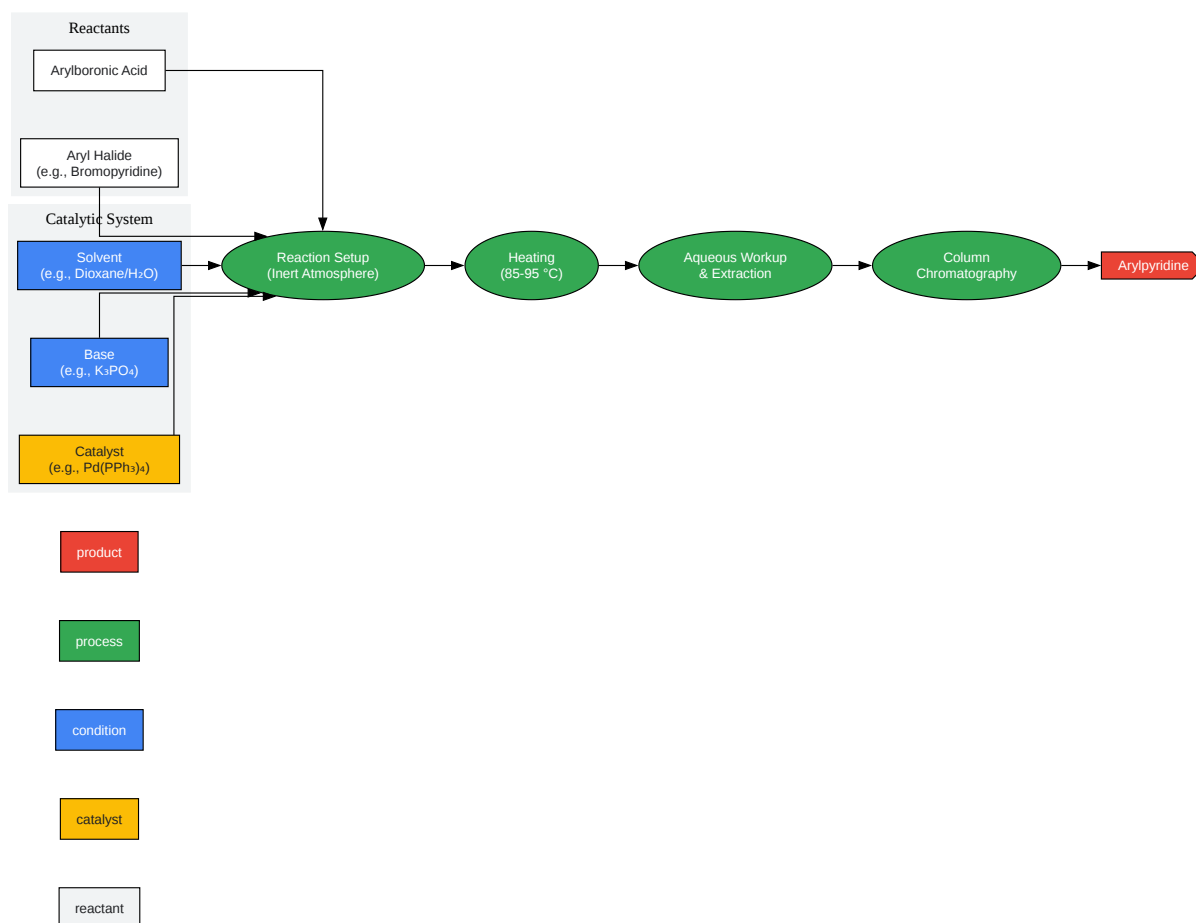 Reactants
Arylboronic Acid
Aryl Halide
(e.g., Bromopyridine)
Catalytic System
Solvent
(e.g., Dioxane/H₂O)
Base
(e.g., K₃PO₄)
Catalyst
(e.g., Pd(PPh₃)₄)
Reaction Setup
(Inert Atmosphere)
Heating
(85-95 °C)
Aqueous Workup
& Extraction
Column
Chromatography
Arylpyridine
product
process
condition
catalyst
reactant